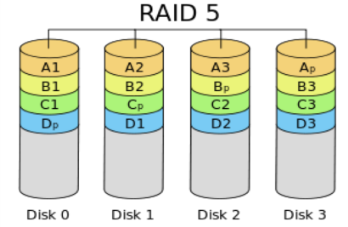 RAID 5
A1 A2 A3 Ap
B1 B2 Bp B3
C1 Cp C2 C3
Dp D1 D2 D3
Disk 0 Disk 1 Disk 2 Disk 3